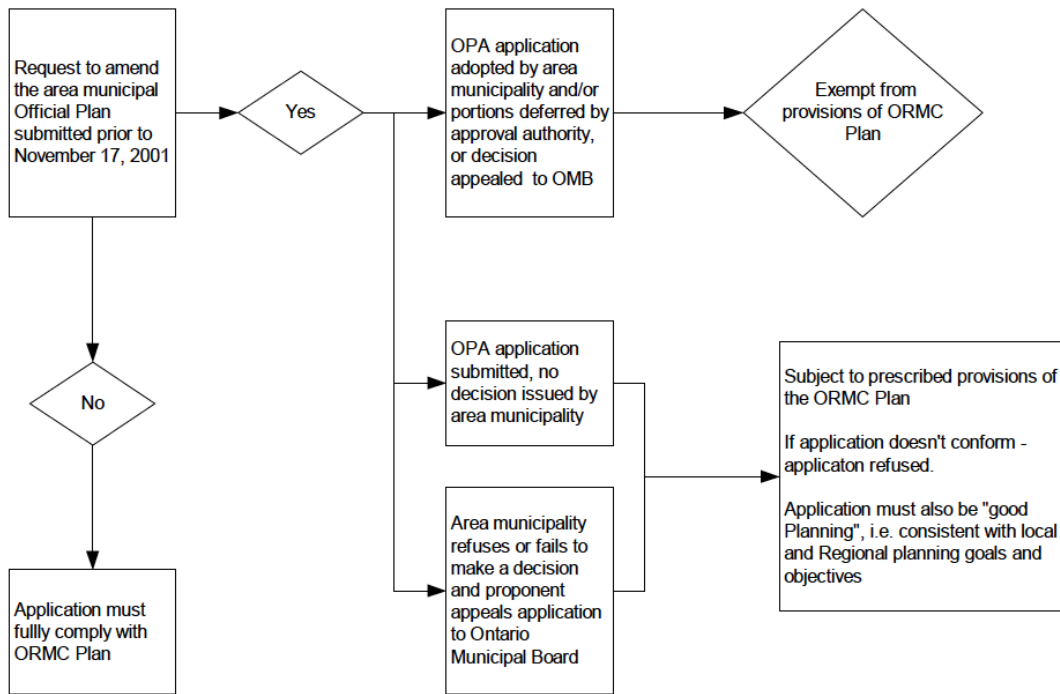 Request to amend
the area municipal
Official Plan
submitted prior to
November 17, 2001
Yes
OPA application
adopted by area
municipality and/or
portions deferred by
approval authority,
or decision
appealed to OMB
Exempt from
provisions of ORMC
Plan
No
Application must
fullly comply with
ORMC Plan
OPA application
submitted, no
decision issued by
area municipality
Area municipality
refuses or fails to
make a decision
and proponent
appeals application
to Ontario
Municipal Board
Subject to prescribed provisions of
the ORMC Plan
If application doesn't conform -
applicaton refused.
Application must also be "good
Planning", i.e. consistent with local
and Regional planning goals and
objectives